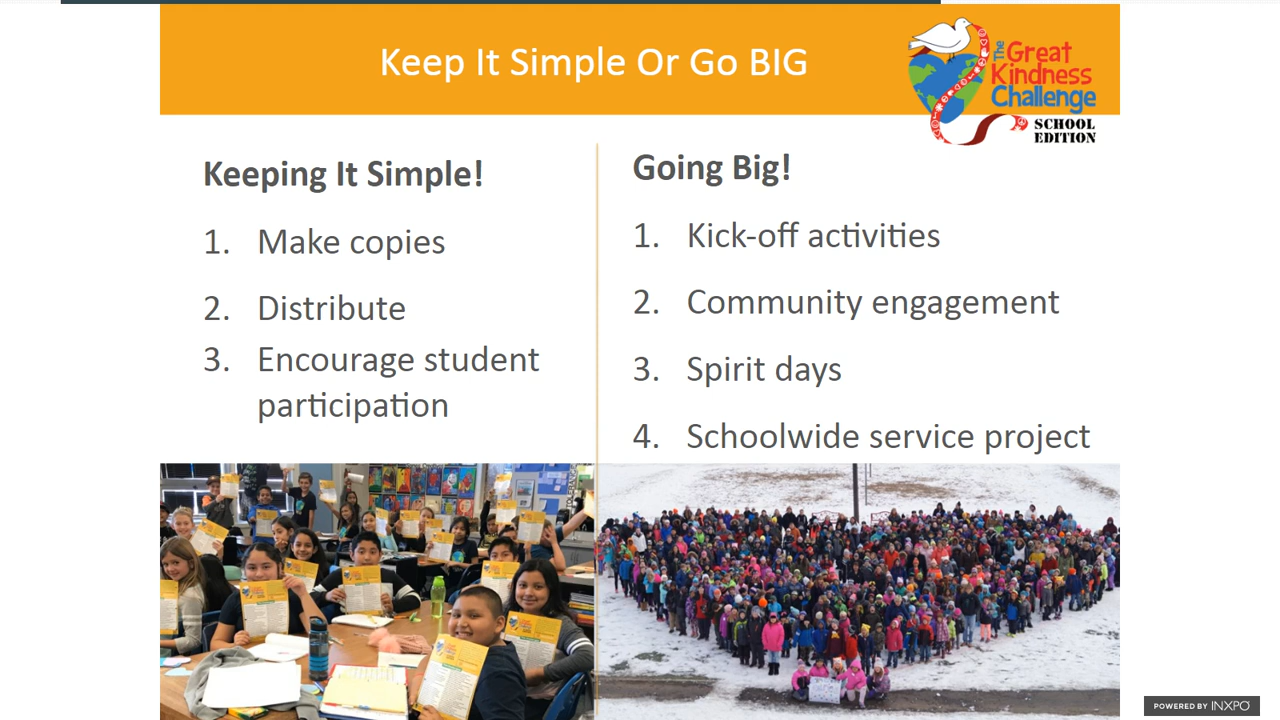 Keep It Simple Or Go BIG
The
Great
Kindness
Challenge
SCHOOL
EDITION
Keeping It Simple!
1. Make copies
2. Distribute
3. Encourage student
participation
Going Big!
1. Kick-off activities
2. Community engagement
3. Spirit days
4. Schoolwide service project
POWERED BY INXPO